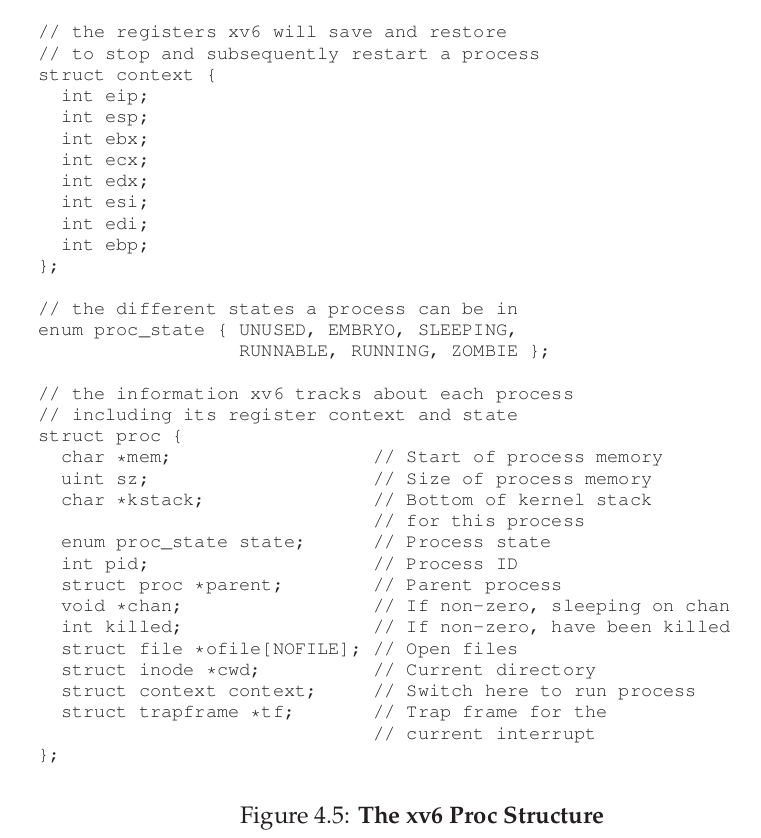 // the registers xv6 will save and restore
// to stop and subsequently restart a process
struct context {
  int eip;
  int esp;
  int ebx;
  int ecx;
  int edx;
  int esi;
  int edi;
  int ebp;
};

// the different states a process can be in
enum proc_state { UNUSED, EMBRYO, SLEEPING,
                  RUNNABLE, RUNNING, ZOMBIE };

// the information xv6 tracks about each process
// including its register context and state
struct proc {
  char *mem;                  // Start of process memory
  uint sz;                    // Size of process memory
  char *kstack;               // Bottom of kernel stack
                              // for this process
  enum proc_state state;      // Process state
  int pid;                    // Process ID
  struct proc *parent;        // Parent process
  void *chan;                 // If non-zero, sleeping on chan
  int killed;                 // If non-zero, have been killed
  struct file *ofile[NOFILE]; // Open files
  struct inode *cwd;          // Current directory
  struct context context;     // Switch here to run process
  struct trapframe *tf;       // Trap frame for the
                              // current interrupt
};

Figure 4.5: The xv6 Proc Structure